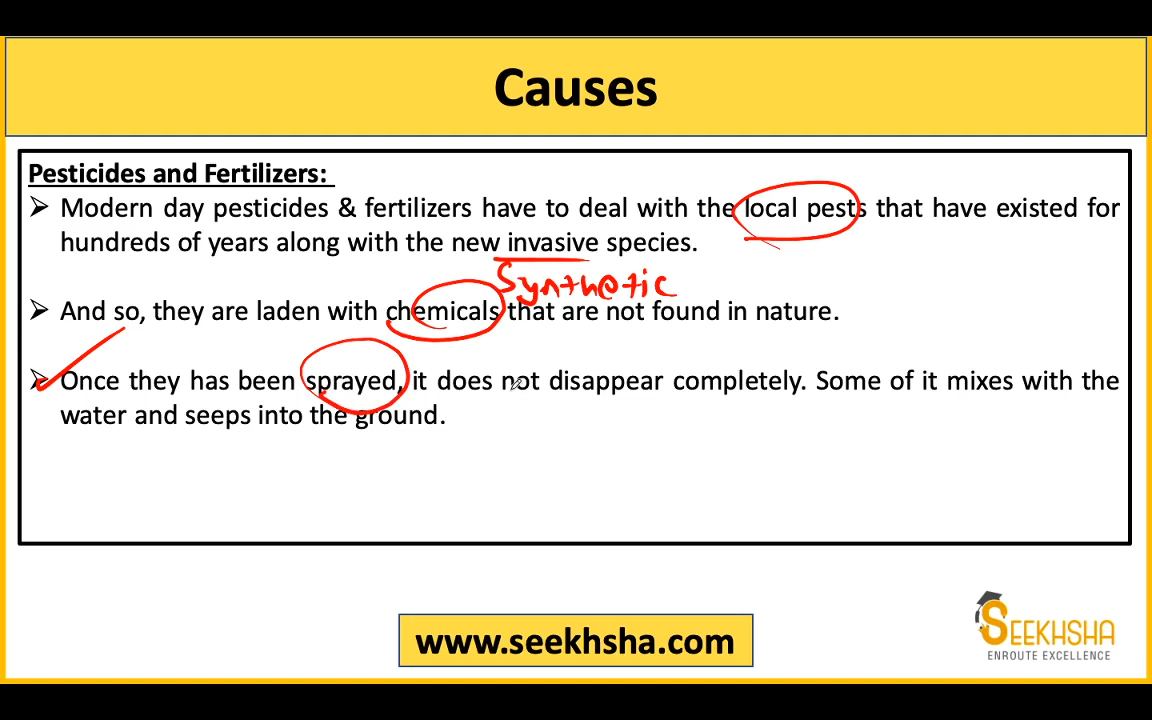 Causes
Pesticides and Fertilizers:
➢ Modern day pesticides & fertilizers have to deal with the local pests that have existed for
hundreds of years along with the new invasive species.
Synthetic
➢ And so, they are laden with chemicals that are not found in nature.
➢ Once they has been sprayed, it does not disappear completely. Some of it mixes with the
water and seeps into the ground.
www.seekhsha.com
SEEKHSHA
ENROUTE EXCELLENCE